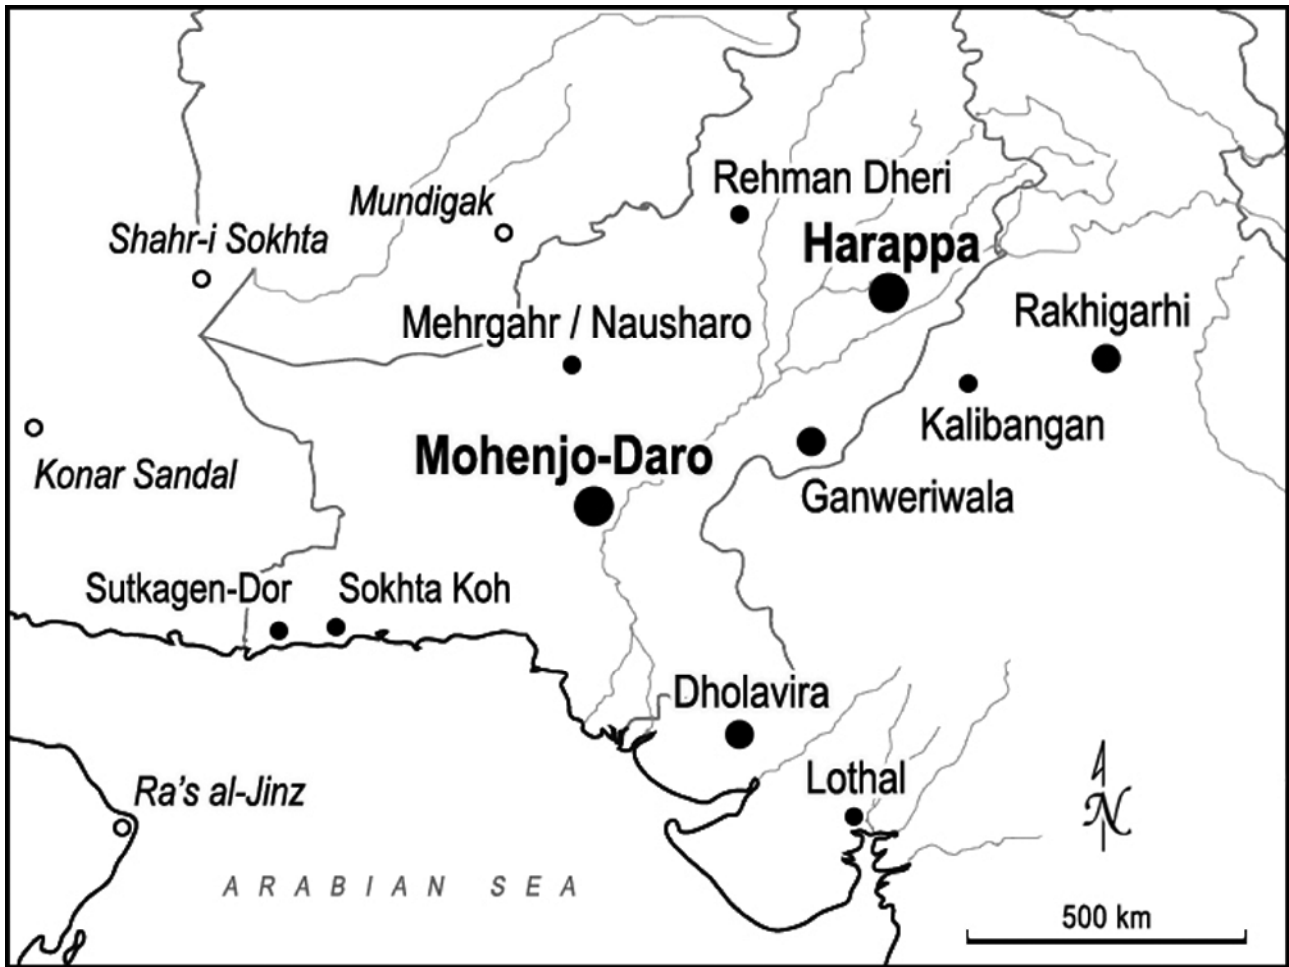 Rehman Dheri
Mundigak
Shahr-i Sokhta
Harappa
Rakhigarhi
Mehrgahr / Nausharo
Kalibangan
Mohenjo-Daro
Konar Sandal
Ganweriwala
Sutkagen-Dor
Sokhta Koh
Dholavira
Lothal
Ra's al-Jinz
N
ARABIAN SEA
500 km